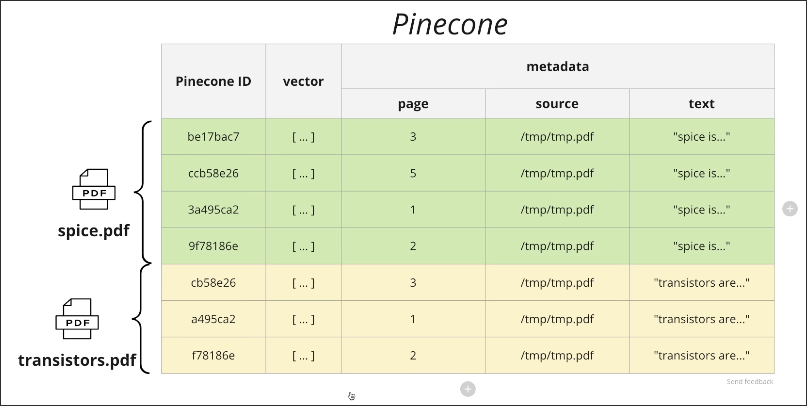 Pinecone
Pinecone ID vector metadata
page source text
be17bac7 [ ... ] 3 /tmp/tmp.pdf "spice is..."
ccb58e26 [ ... ] 5 /tmp/tmp.pdf "spice is..."
3a495ca2 [ ... ] 1 /tmp/tmp.pdf "spice is..."
9f78186e [ ... ] 2 /tmp/tmp.pdf "spice is..."
cb58e26 [ ... ] 3 /tmp/tmp.pdf "transistors are..."
a495ca2 [ ... ] 1 /tmp/tmp.pdf "transistors are..."
f78186e [ ... ] 2 /tmp/tmp.pdf "transistors are..."
PDF
spice.pdf
PDF
transistors.pdf
Send feedback